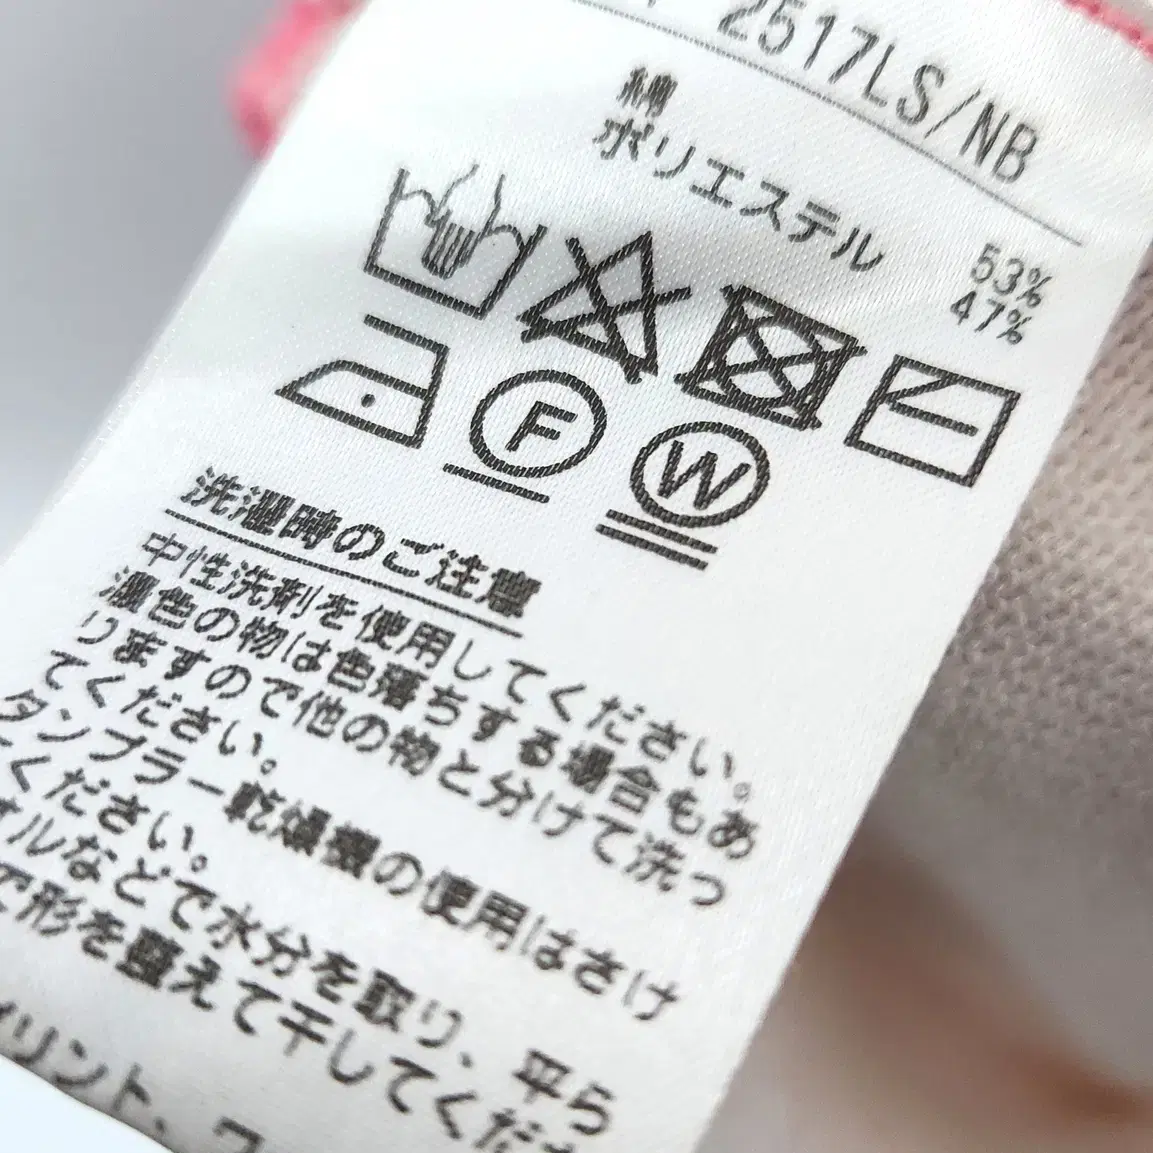 2517LS/NB
綿 53%
ポリエステル 47%
F
W
洗濯時のご注意
中性洗剤を使用してください。
濃色の物は色落ちする場合もあ
りますので他の物と分けて洗っ
てください。
タンブラー乾燥機の使用はさけ
てください。
オルなどで水分を取り、平ら
で形を整えて干してくださ
リント、ワ